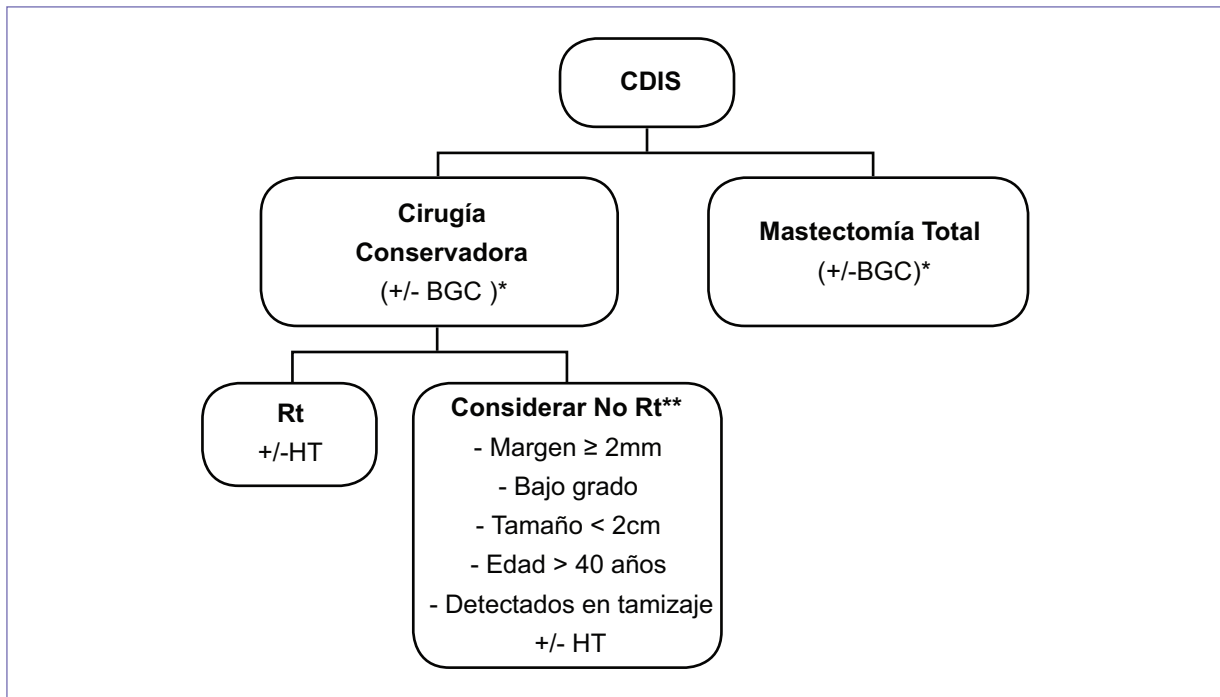 CDIS
Cirugía
Conservadora
(+/- BGC )*
Mastectomía Total
(+/-BGC)*
Rt
+/-HT
Considerar No Rt**
- Margen ≥ 2mm
- Bajo grado
- Tamaño < 2cm
- Edad > 40 años
- Detectados en tamizaje
+/- HT